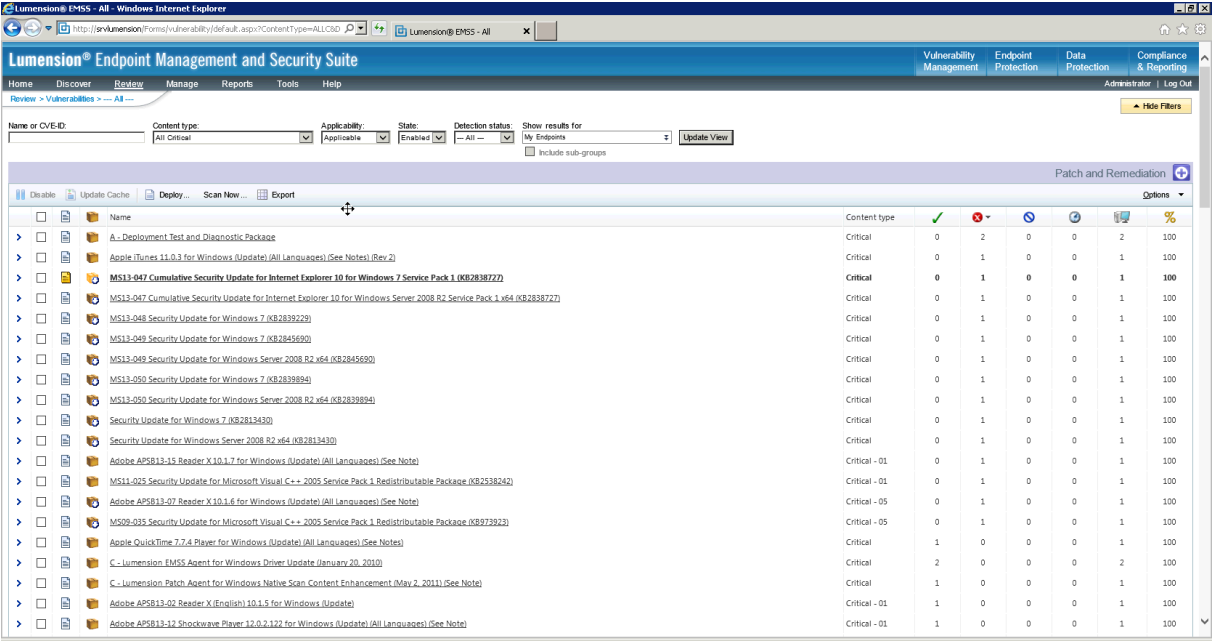 Lumension® EMSS - All - Windows Internet Explorer
http://srvlumension/Forms/vulnerability/default.aspx?ContentType=ALLC&D
Lumension® EMSS - All
Lumension® Endpoint Management and Security Suite
Vulnerability Management
Endpoint Protection
Data Protection
Compliance & Reporting
Home Discover Review Manage Reports Tools Help
Administrator | Log Out
Review > Vulnerabilities > --- All ---
Hide Filters
Name or CVE-ID: Content type: Applicability: State: Detection status: Show results for
All Critical Applicable Enabled --- All --- My Endpoints Update View
Include sub-groups
Patch and Remediation
Disable Update Cache Deploy... Scan Now... Export Options
Name Content type %
A - Deployment Test and Diagnostic Package Critical 0 2 0 0 2 100
Apple iTunes 11.0.3 for Windows (Update) (All Languages) (See Notes) (Rev 2) Critical 0 1 0 0 1 100
MS13-047 Cumulative Security Update for Internet Explorer 10 for Windows 7 Service Pack 1 (KB2838727) Critical 0 1 0 0 1 100
MS13-047 Cumulative Security Update for Internet Explorer 10 for Windows Server 2008 R2 Service Pack 1 x64 (KB2838727) Critical 0 1 0 0 1 100
MS13-048 Security Update for Windows 7 (KB2839229) Critical 0 1 0 0 1 100
MS13-049 Security Update for Windows 7 (KB2845690) Critical 0 1 0 0 1 100
MS13-049 Security Update for Windows Server 2008 R2 x64 (KB2845690) Critical 0 1 0 0 1 100
MS13-050 Security Update for Windows 7 (KB2839894) Critical 0 1 0 0 1 100
MS13-050 Security Update for Windows Server 2008 R2 x64 (KB2839894) Critical 0 1 0 0 1 100
Security Update for Windows 7 (KB2813430) Critical 0 1 0 0 1 100
Security Update for Windows Server 2008 R2 x64 (KB2813430) Critical 0 1 0 0 1 100
Adobe APSB13-15 Reader X 10.1.7 for Windows (Update) (All Languages) (See Note) Critical - 01 0 1 0 0 1 100
MS11-025 Security Update for Microsoft Visual C++ 2005 Service Pack 1 Redistributable Package (KB2538242) Critical - 01 0 1 0 0 1 100
Adobe APSB13-07 Reader X 10.1.6 for Windows (Update) (All Languages) (See Note) Critical - 05 0 1 0 0 1 100
MS09-035 Security Update for Microsoft Visual C++ 2005 Service Pack 1 Redistributable Package (KB973923) Critical - 05 0 1 0 0 1 100
Apple QuickTime 7.7.4 Player for Windows (Update) (All Languages) (See Notes) Critical 1 0 0 0 1 100
C - Lumension EMSS Agent for Windows Driver Update (January 20, 2010) Critical 2 0 0 0 2 100
C - Lumension Patch Agent for Windows Native Scan Content Enhancement (May 2, 2011) (See Note) Critical 1 0 0 0 1 100
Adobe APSB13-02 Reader X (English) 10.1.5 for Windows (Update) Critical - 01 1 0 0 0 1 100
Adobe APSB13-12 Shockwave Player 12.0.2.122 for Windows (Update) (All Languages) (See Note) Critical - 01 1 0 0 0 1 100